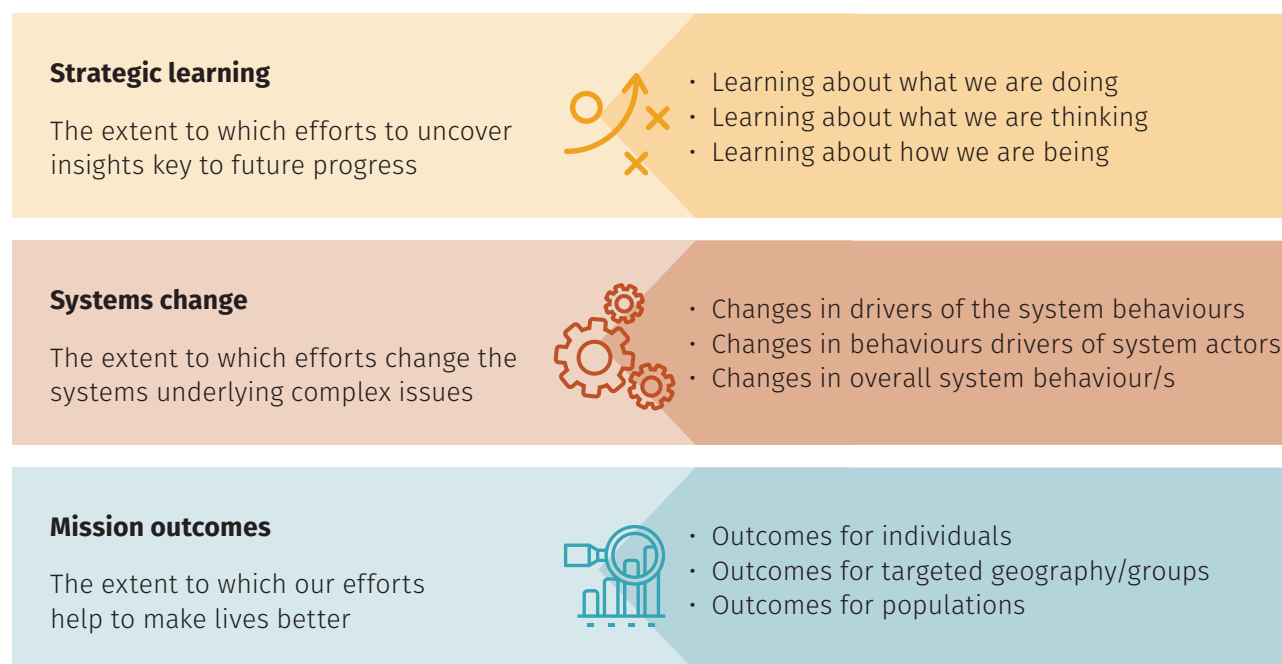 Strategic learning
The extent to which efforts to uncover
insights key to future progress
· Learning about what we are doing
· Learning about what we are thinking
· Learning about how we are being
Systems change
The extent to which efforts change the
systems underlying complex issues
· Changes in drivers of the system behaviours
· Changes in behaviours drivers of system actors
· Changes in overall system behaviour/s
Mission outcomes
The extent to which our efforts
help to make lives better
· Outcomes for individuals
· Outcomes for targeted geography/groups
· Outcomes for populations